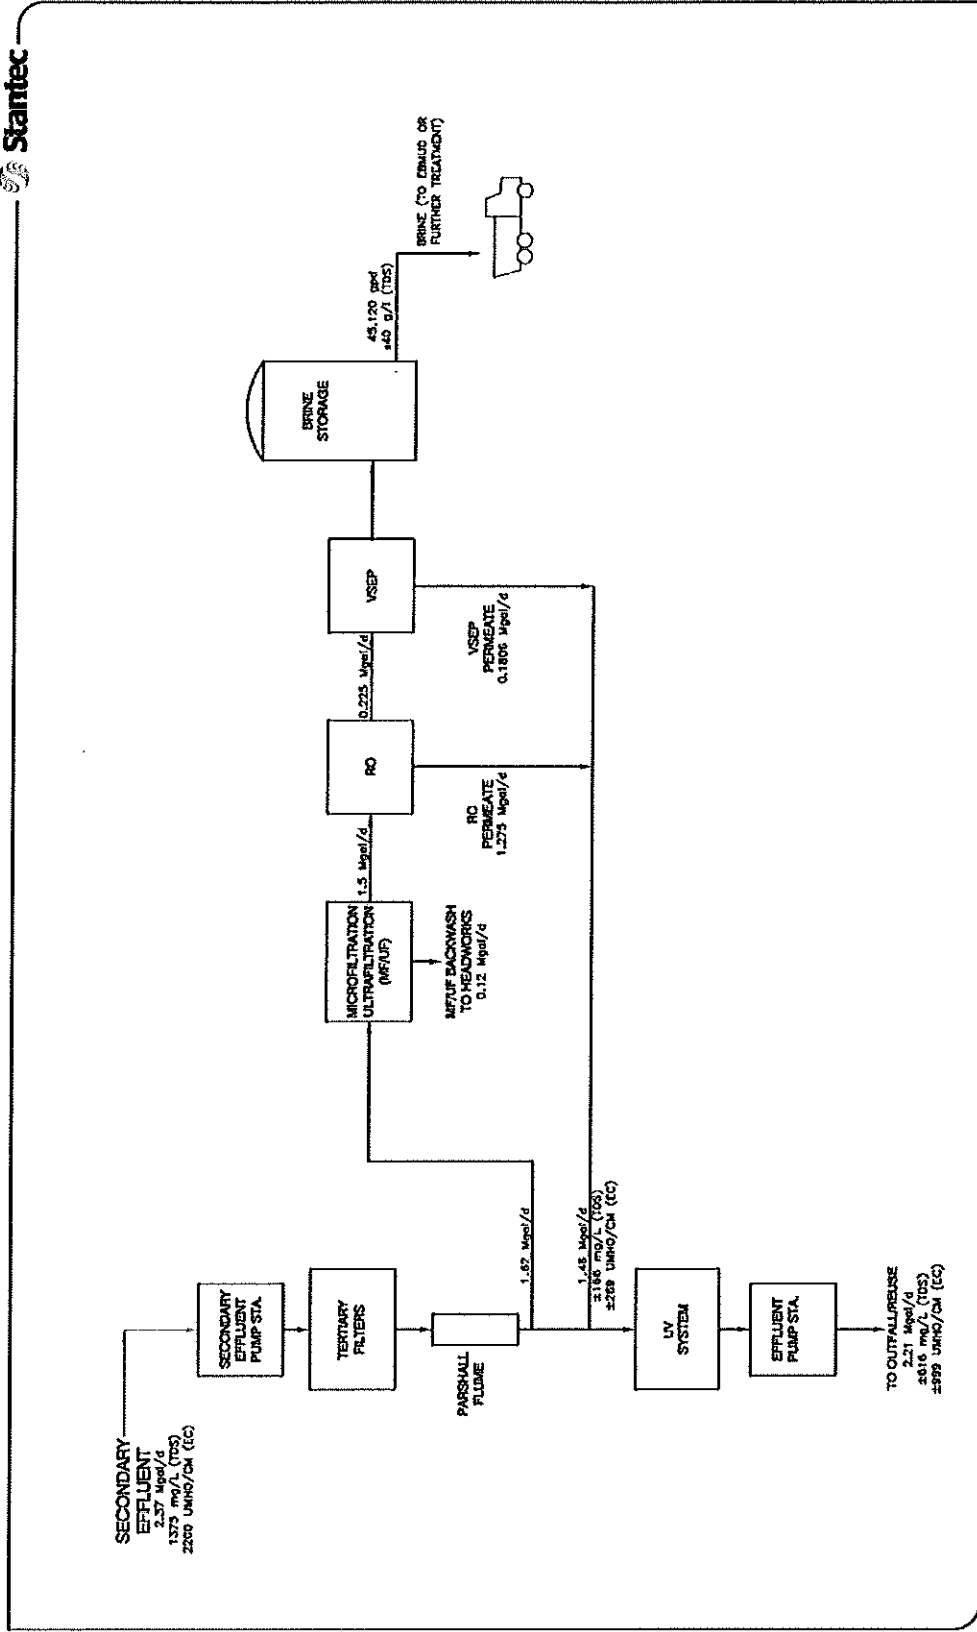 Stantec
SECONDARY
EFFLUENT
2.37 Mgal/d
1375 mg/L (TDS)
2200 UMHO/CM (EC)
SECONDARY
EFFLUENT
PUMP STA.
TERTIARY
FILTERS
PARSHALL
FLUME
1.62 Mgal/d
MICROFILTRATION
ULTRAFILTRATION
(MF/UF)
MF/UF BACKWASH
TO HEADWORKS
0.12 Mgal/d
1.5 Mgal/d
RO
RO
PERMEATE
1.275 Mgal/d
0.225 Mgal/d
VSEP
VSEP
PERMEATE
0.1806 Mgal/d
BRINE
STORAGE
45,120 gpd
±40 g/l (TDS)
BRINE (TO EBMUD OR
FURTHER TREATMENT)
Mgal/d
±166 mg/L (TDS)
±269 UMHO/CM (EC)
UV
SYSTEM
EFFLUENT
PUMP STA.
TO OUTFALL/REUSE
2.21 Mgal/d
±616 mg/L (TDS)
±999 UMHO/CM (EC)